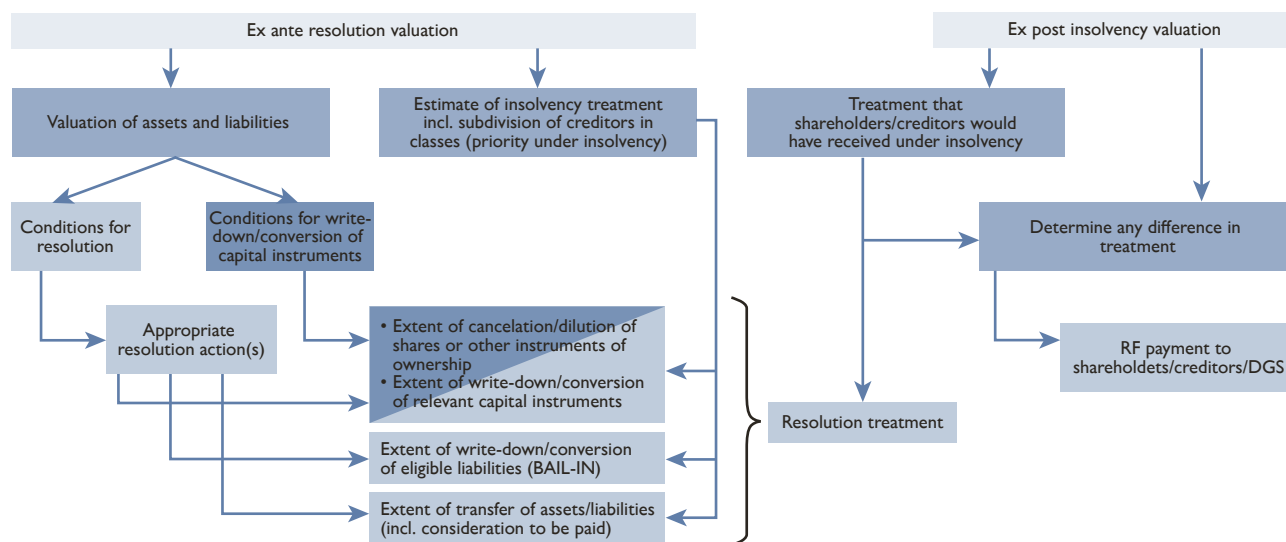 Ex ante resolution valuation
Ex post insolvency valuation
Valuation of assets and liabilities
Estimate of insolvency treatment
incl. subdivision of creditors in
classes (priority under insolvency)
Treatment that
shareholders/creditors would
have received under insolvency
Conditions for
resolution
Conditions for write-
down/conversion of
capital instruments
Determine any difference in
treatment
Appropriate
resolution action(s)
• Extent of cancelation/dilution of
shares or other instruments of
ownership
• Extent of write-down/conversion
of relevant capital instruments
RF payment to
shareholdets/creditors/DGS
Resolution treatment
Extent of write-down/conversion
of eligible liabilities (BAIL-IN)
Extent of transfer of assets/liabilities
(incl. consideration to be paid)